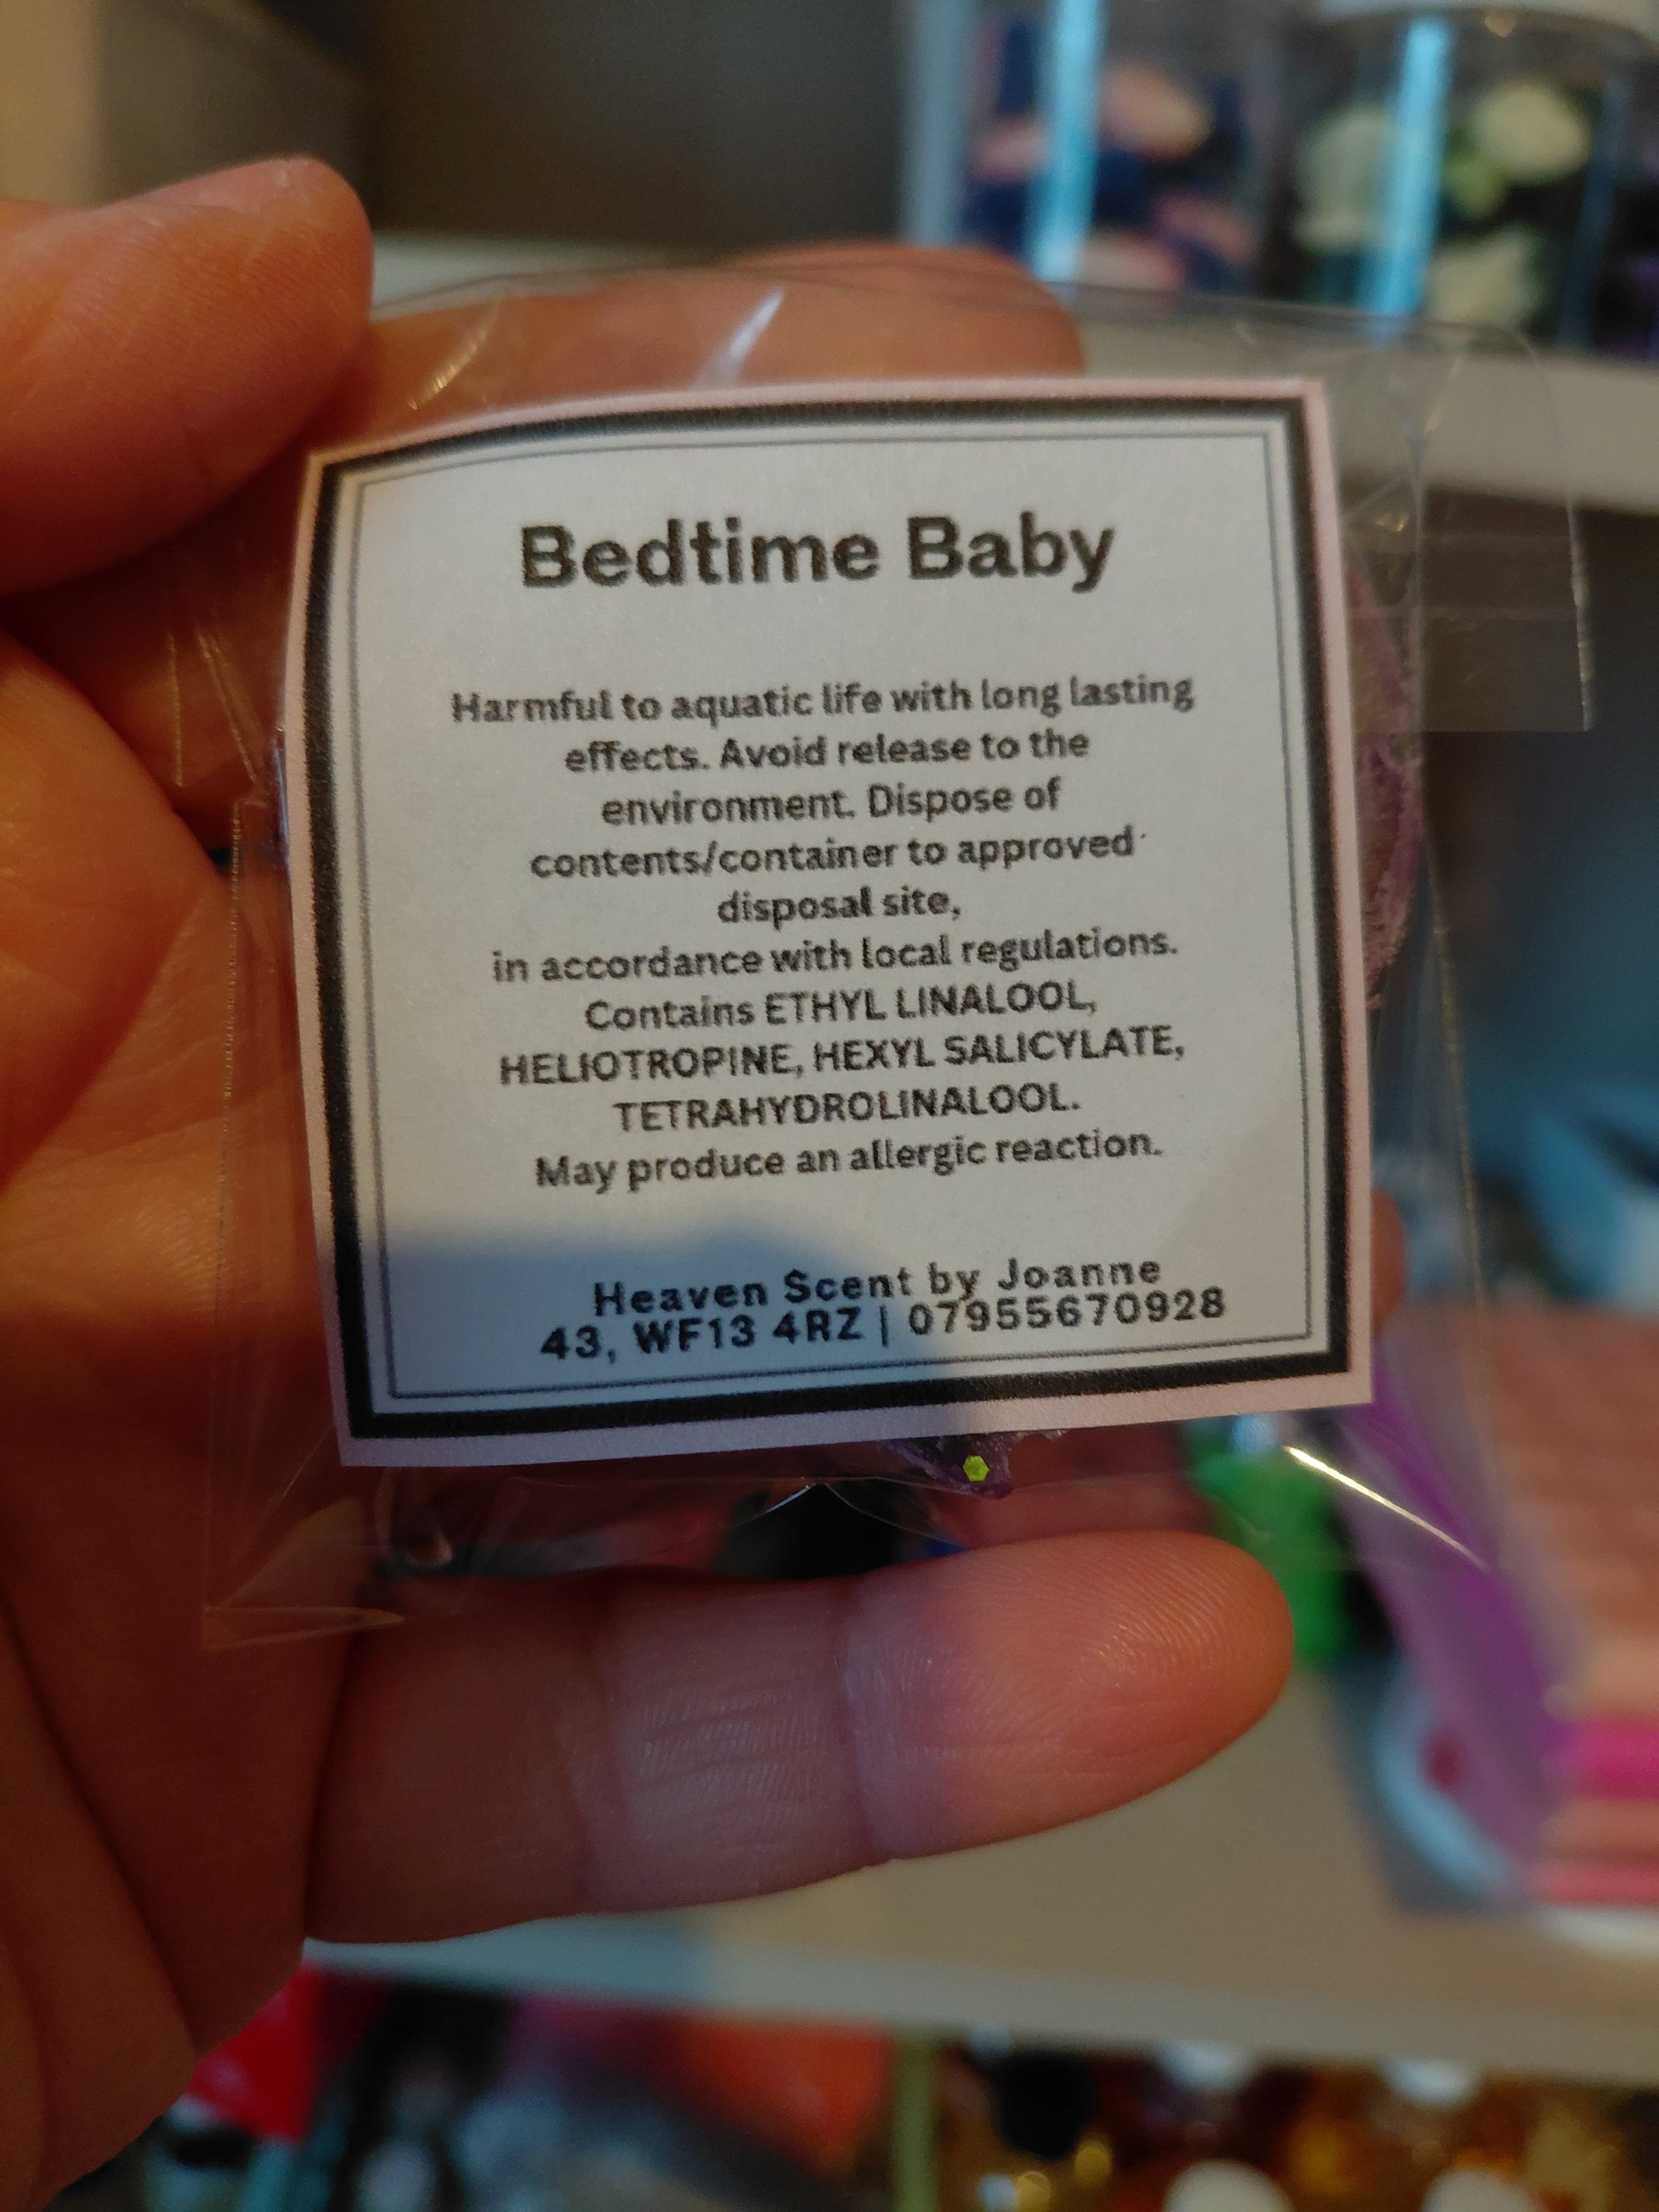 Bedtime Baby
Harmful to aquatic life with long lasting
effects. Avoid release to the
environment. Dispose of
contents/container to approved
disposal site,
in accordance with local regulations.
Contains ETHYL LINALOOL,
HELIOTROPINE, HEXYL SALICYLATE,
TETRAHYDROLINALOOL.
May produce an allergic reaction.
Heaven Scent by Joanne
43, WF13 4RZ | 07955670928